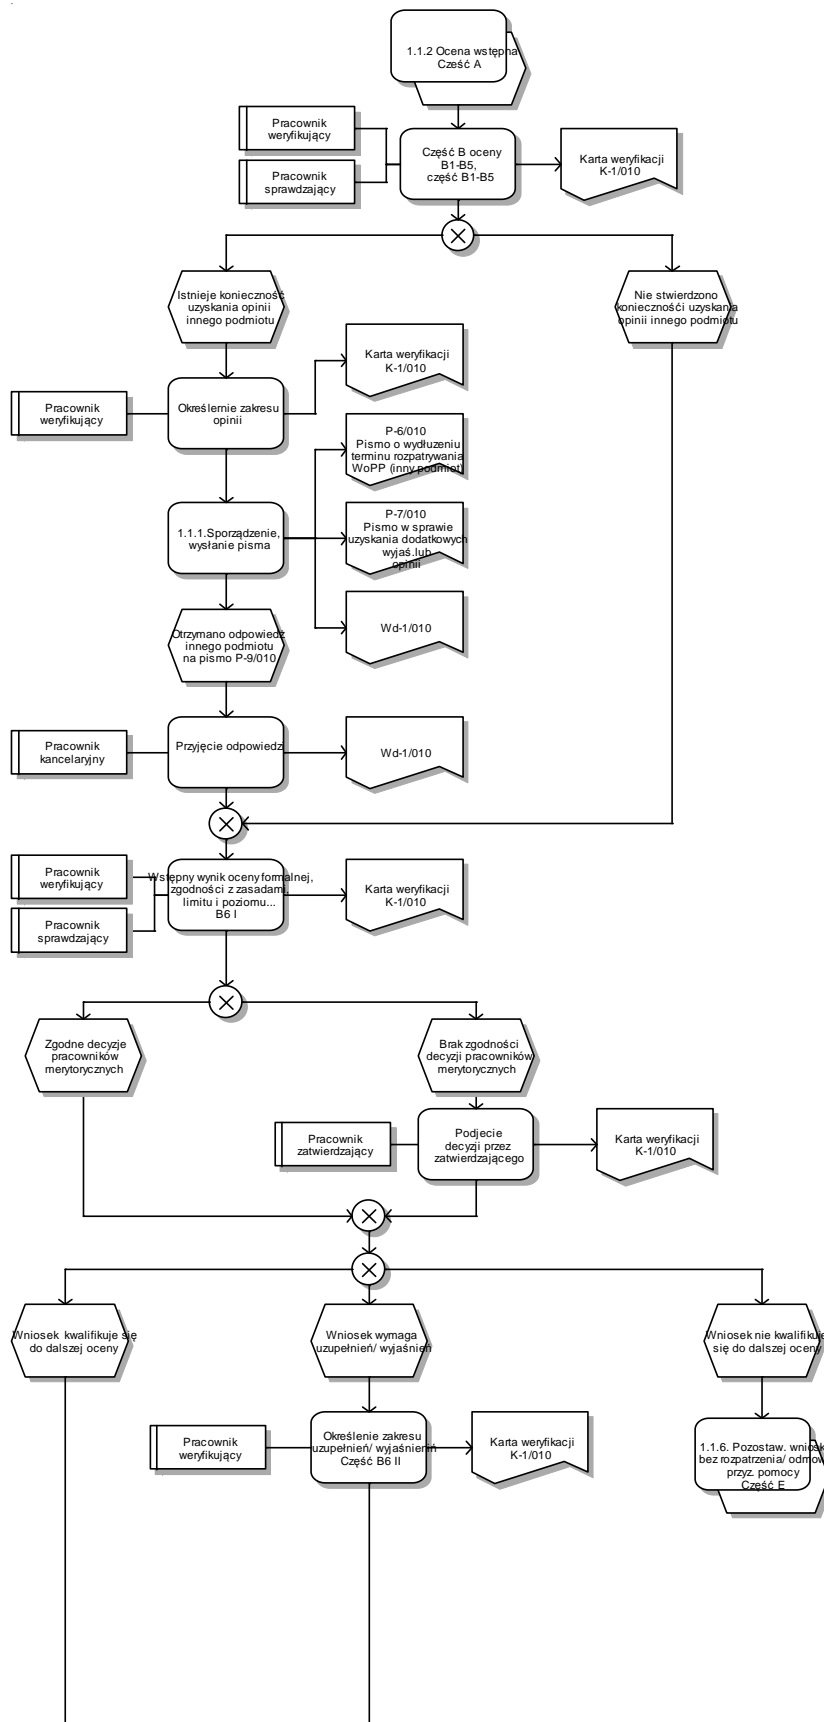 1.1.2 Ocena wstępna
Cześć A
Pracownik
weryfikujący
Pracownik
sprawdzający
Część B oceny
B1-B5,
część B1-B5
Karta weryfikacji
K-1/010
Istnieje konieczność
uzyskania opinii
innego podmiotu
Nie stwierdzono
koniecznośći uzyskania
opinii innego podmiotu
Karta weryfikacji
K-1/010
Pracownik
weryfikujący
Okreśłernie zakresu
opinii
P-6/010
Pismo o wydłuzeniu
terminu rozpatrywania
WoPP (inny podmiot)
1.1.1.Sporządzenie,
wysłanie pisma
P-7/010
Pismo w sprawie
uzyskania dodatkowych
wyjaś.lub
opinii
Wd-1/010
Otrzymano odpowiedź
innego podmiotu
na pismo P-9/010
Pracownik
kancelaryjny
Przyjęcie odpowiedz
Wd-1/010
Pracownik
weryfikujący
Pracownik
sprawdzający
Wstępny wynik oceny formalnej,
zgodności z zasadami,
limitu i poziomu...
B6 I
Karta weryfikacji
K-1/010
Zgodne decyzje
pracowników
merytorycznych
Brak zgodności
decyzji pracowników
merytorycznych
Pracownik
zatwierdzający
Podjecie
decyzji przez
zatwierdzającego
Karta weryfikacji
K-1/010
Wniosek kwalifikuje się
do dalszej oceny
Wniosek wymaga
uzupełnień/ wyjaśnień
Wniosek nie kwalifikuje
się do dalszej oceny
Pracownik
weryfikujący
Określenie zakresu
uzupełnień/ wyjaśnierń
Część B6 II
Karta weryfikacji
K-1/010
1.1.6. Pozostaw. wniosk
bez rozpatrzenia/ odmow
przyz. pomocy
Część E